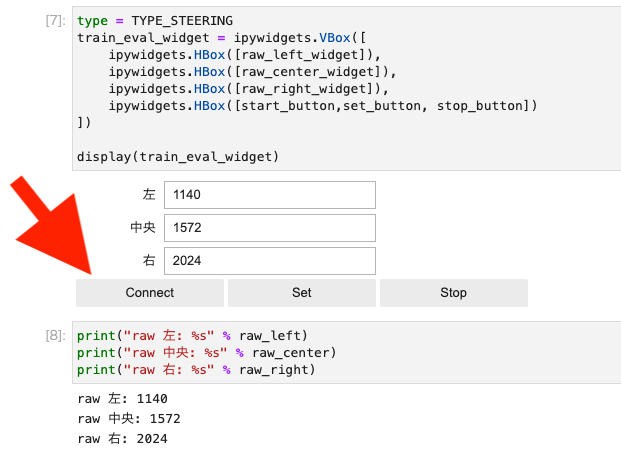 [7]: type = TYPE_STEERING
train_eval_widget = ipywidgets.VBox([
    ipywidgets.HBox([raw_left_widget]),
    ipywidgets.HBox([raw_center_widget]),
    ipywidgets.HBox([raw_right_widget]),
    ipywidgets.HBox([start_button,set_button, stop_button])
])
display(train_eval_widget)
左 1140
中央 1572
右 2024
Connect Set Stop
[8]: print("raw 左: %s" % raw_left)
print("raw 中央: %s" % raw_center)
print("raw 右: %s" % raw_right)
raw 左: 1140
raw 中央: 1572
raw 右: 2024